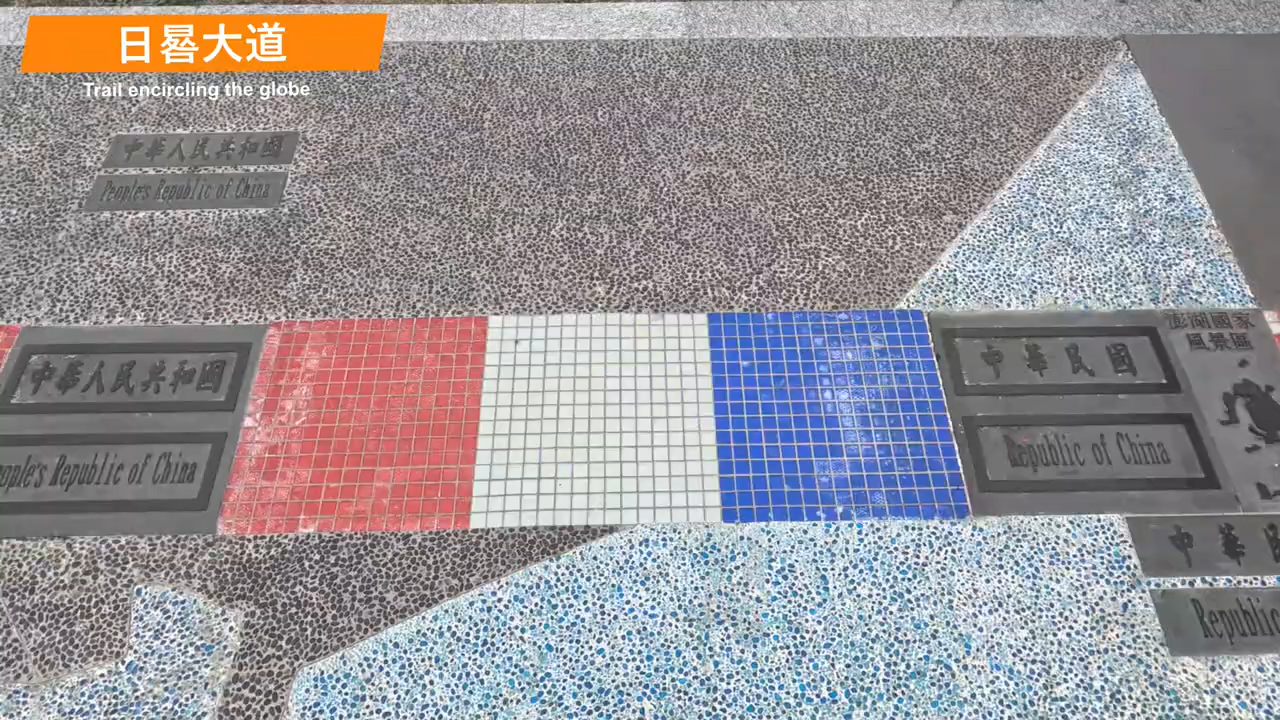 日晷大道
Trail encircling the globe
中華人民共和國
People's Republic of China
中華人民共和國
ople's Republic of China
中華民國
Republic of China
澎湖國家
風景區
中華民
Republic